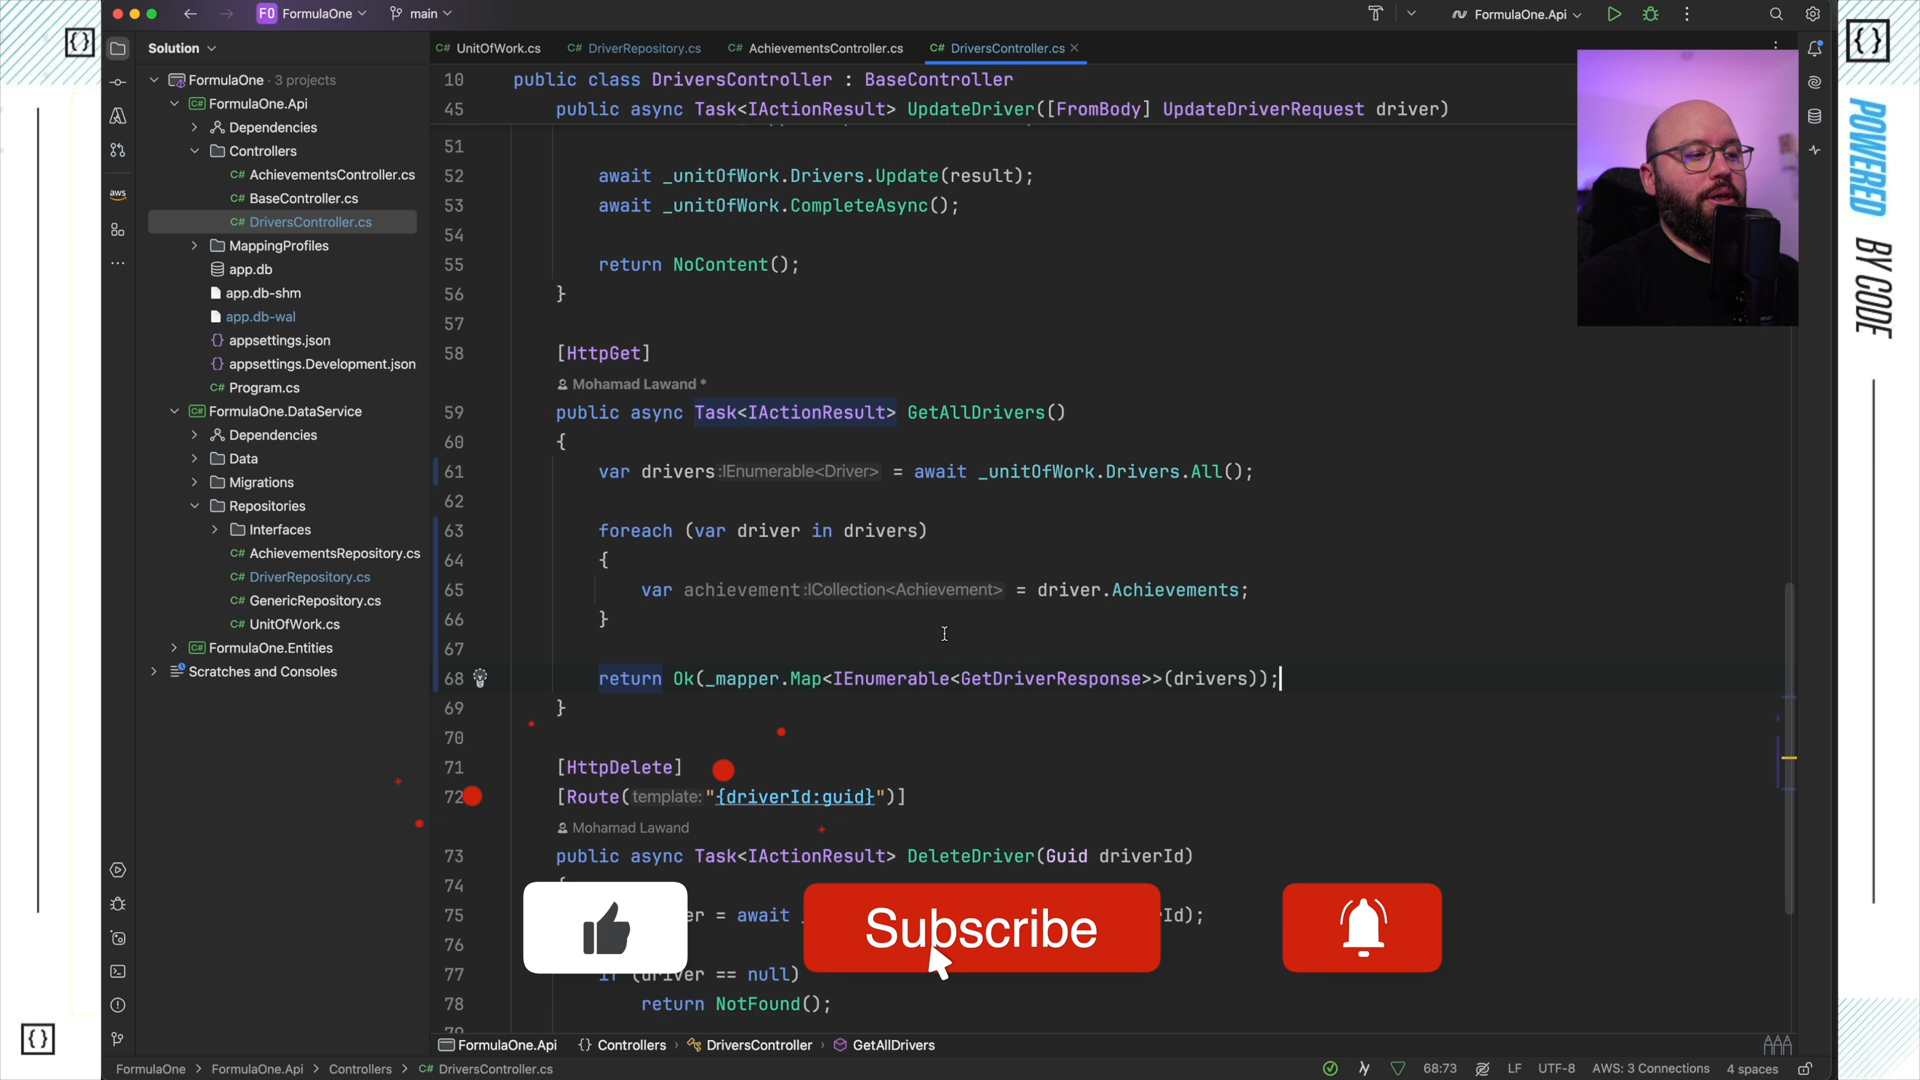 FO FormulaOne main FormulaOne.Api
Solution
UnitOfWork.cs DriverRepository.cs AchievementsController.cs DriversController.cs
FormulaOne · 3 projects
FormulaOne.Api
Dependencies
Controllers
C# AchievementsController.cs
C# BaseController.cs
C# DriversController.cs
MappingProfiles
app.db
app.db-shm
app.db-wal
appsettings.json
appsettings.Development.json
C# Program.cs
FormulaOne.DataService
Dependencies
Data
Migrations
Repositories
Interfaces
C# AchievementsRepository.cs
C# DriverRepository.cs
C# GenericRepository.cs
C# UnitOfWork.cs
FormulaOne.Entities
Scratches and Consoles
aws
10 public class DriversController : BaseController
45 public async Task<IActionResult> UpdateDriver([FromBody] UpdateDriverRequest driver)
51
52 await _unitOfWork.Drivers.Update(result);
53 await _unitOfWork.CompleteAsync();
54
55 return NoContent();
56 }
57
58 [HttpGet]
Mohamad Lawand *
59 public async Task<IActionResult> GetAllDrivers()
60 {
61 var drivers :IEnumerable<Driver> = await _unitOfWork.Drivers.All();
62
63 foreach (var driver in drivers)
64 {
65 var achievement :ICollection<Achievement> = driver.Achievements;
66 }
67
68 return Ok(_mapper.Map<IEnumerable<GetDriverResponse>>(drivers));
69 }
70
71 [HttpDelete]
72 [Route( template: "{driverId:guid}")]
Mohamad Lawand
73 public async Task<IActionResult> DeleteDriver(Guid driverId)
74 {
75 er = await Id);
76
77 if (driver == null)
78 return NotFound();
Subscribe
FormulaOne.Api {} Controllers DriversController GetAllDrivers
FormulaOne > FormulaOne.Api > Controllers > C# DriversController.cs
68:73 LF UTF-8 AWS: 3 Connections 4 spaces
{}
{}
{}
POWERED BY CODE